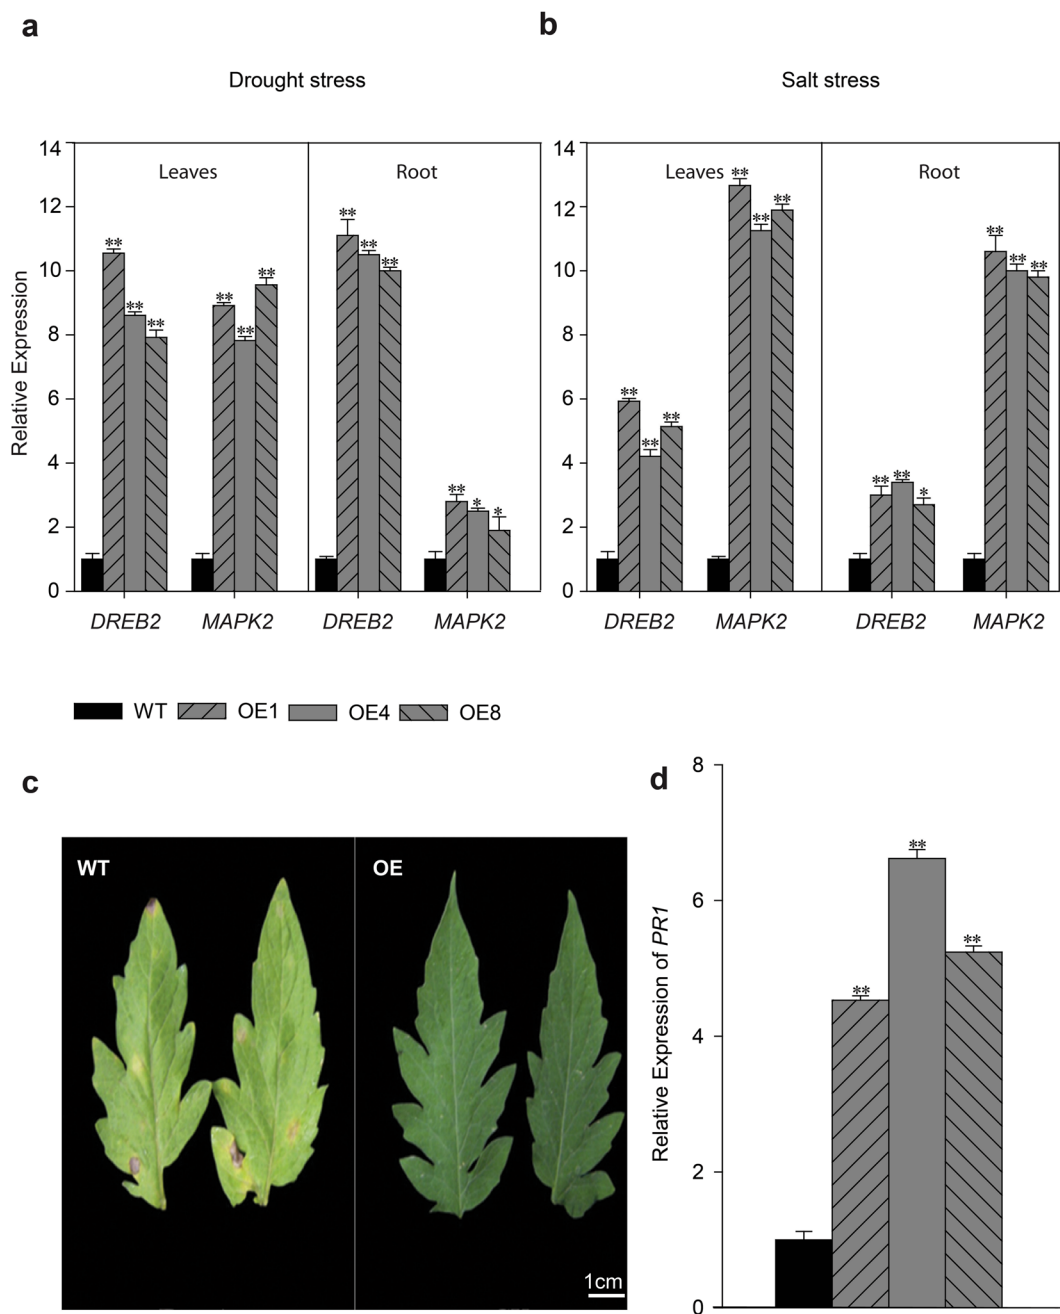 a
b
Drought stress
Salt stress
Relative Expression
14
12
10
8
6
4
2
0
Leaves
Root
** ** ** ** ** ** ** ** ** ** * *
DREB2 MAPK2 DREB2 MAPK2
14
12
10
8
6
4
2
0
Leaves
Root
** ** ** ** ** ** ** ** * ** ** **
DREB2 MAPK2 DREB2 MAPK2
WT OE1 OE4 OE8
c
WT
OE
1cm
d
Relative Expression of PR1
8
6
4
2
0
** ** **